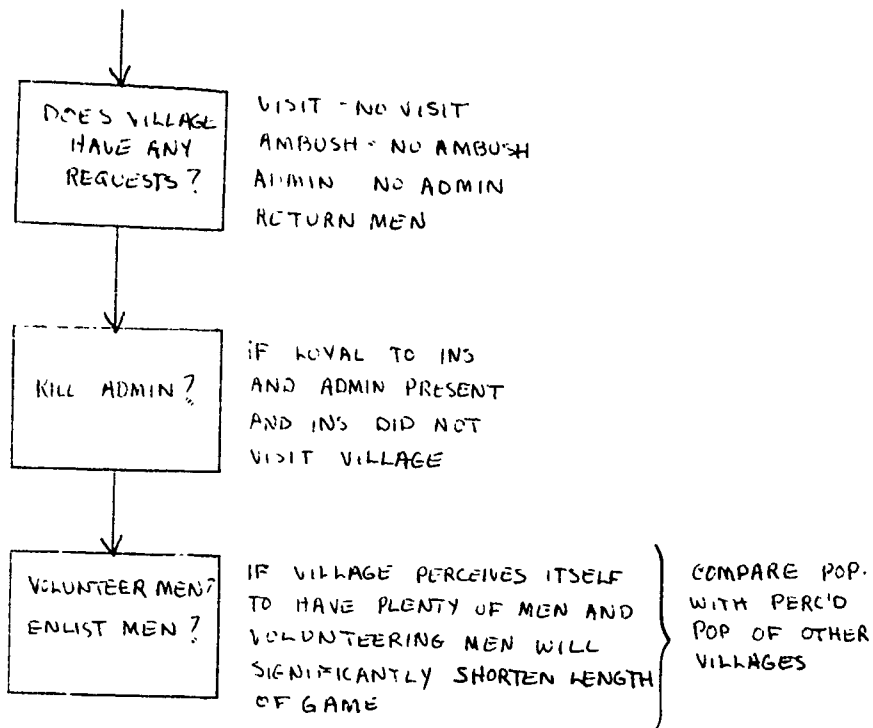 DOES VILLAGE
HAVE ANY
REQUESTS?
VISIT - NO VISIT
AMBUSH - NO AMBUSH
ADMIN NO ADMIN
RETURN MEN
KILL ADMIN?
IF LOYAL TO INS
AND ADMIN PRESENT
AND INS DID NOT
VISIT VILLAGE
VOLUNTEER MEN?
ENLIST MEN?
IF VILLAGE PERCEIVES ITSELF
TO HAVE PLENTY OF MEN AND
VOLUNTEERING MEN WILL
SIGNIFICANTLY SHORTEN LENGTH
OF GAME
COMPARE POP.
WITH PERC'D
POP OF OTHER
VILLAGES